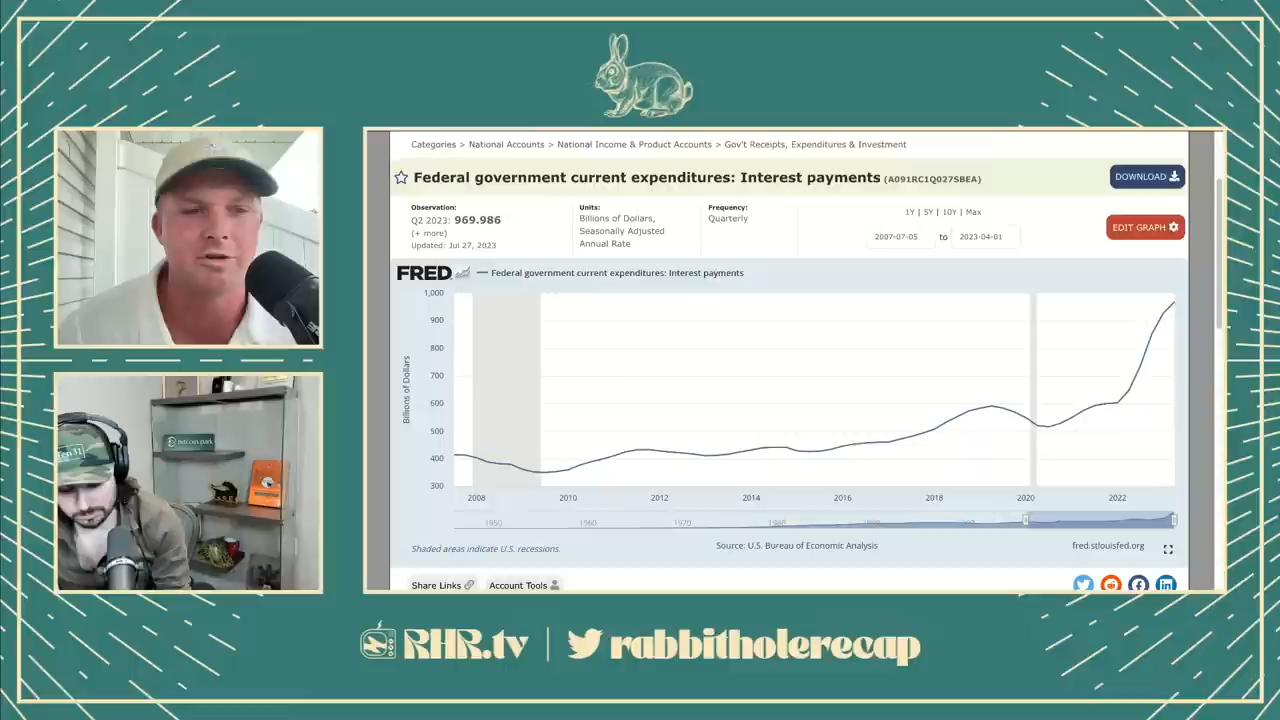 Categories > National Accounts > National Income & Product Accounts > Gov't Receipts, Expenditures & Investment
Federal government current expenditures: Interest payments (A091RC1Q027SBEA)
DOWNLOAD
Observation:
Q2 2023: 969.986
(+ more)
Updated: Jul 27, 2023
Units:
Billions of Dollars,
Seasonally Adjusted
Annual Rate
Frequency:
Quarterly
1Y | 5Y | 10Y | Max
2007-07-05 to 2023-04-01
EDIT GRAPH
FRED
Federal government current expenditures: Interest payments
1,000
900
800
700
600
500
400
300
Billions of Dollars
2008 2010 2012 2014 2016 2018 2020 2022
1950 1960 1970 1980
Shaded areas indicate U.S. recessions.
Source: U.S. Bureau of Economic Analysis
fred.stlouisfed.org
Share Links
Account Tools
Ten31
bitcoin park
RHR.tv | rabbitholerecap